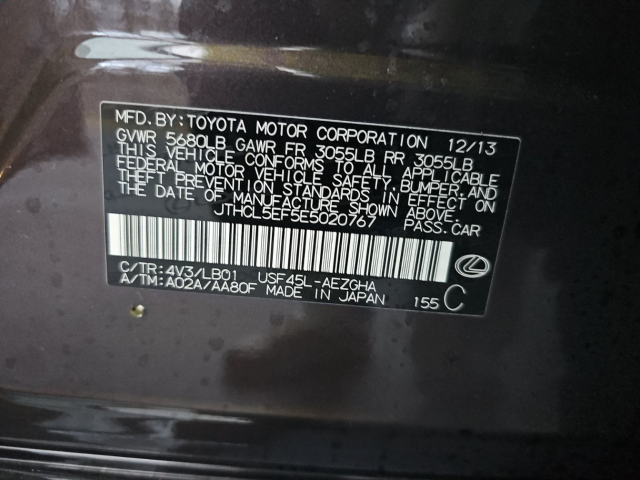 MFD. BY: TOYOTA MOTOR CORPORATION 12/13
GVWR 5680LB GAWR FR 3055LB RR 3055LB
THIS VEHICLE CONFORMS TO ALL APPLICABLE
FEDERAL MOTOR VEHICLE SAFETY, BUMPER, AND
THEFT PREVENTION STANDARDS IN EFFECT ON
THE DATE OF MANUFACTURE SHOWN ABOVE.
JTHCL5EF5E5020767 PASS. CAR
C/TR: 4V3/LB01 USF45L-AEZGHA
A/TM: A02A/AA80F MADE IN JAPAN 155 C